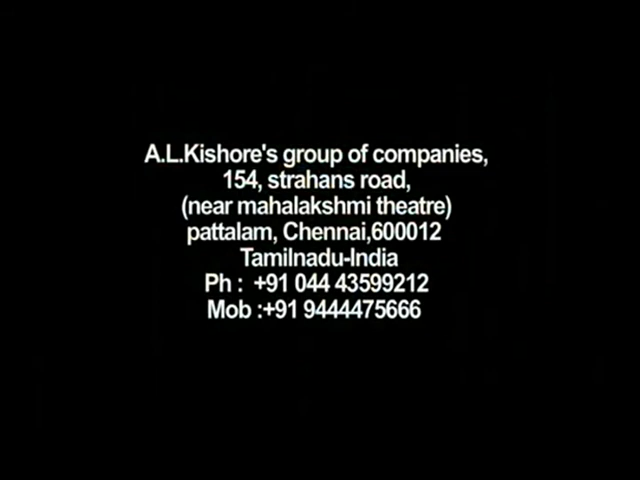 A.L.Kishore's group of companies,
154, strahans road,
(near mahalakshmi theatre)
pattalam, Chennai,600012
Tamilnadu-India
Ph :  +91 044 43599212
Mob :+91 9444475666